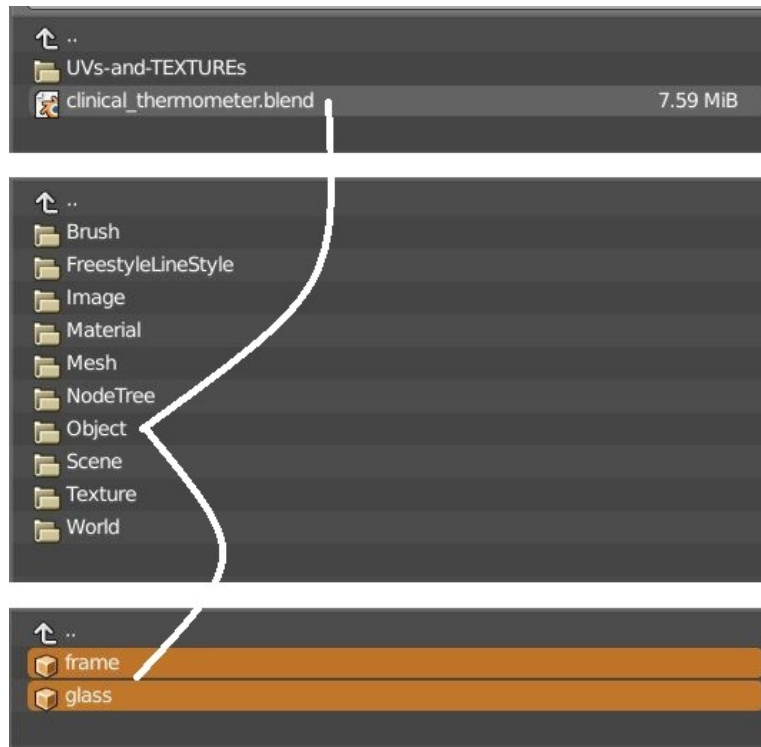 ..
UVs-and-TEXTUREs
clinical_thermometer.blend 7.59 MiB
..
Brush
FreestyleLineStyle
Image
Material
Mesh
NodeTree
Object
Scene
Texture
World
..
frame
glass